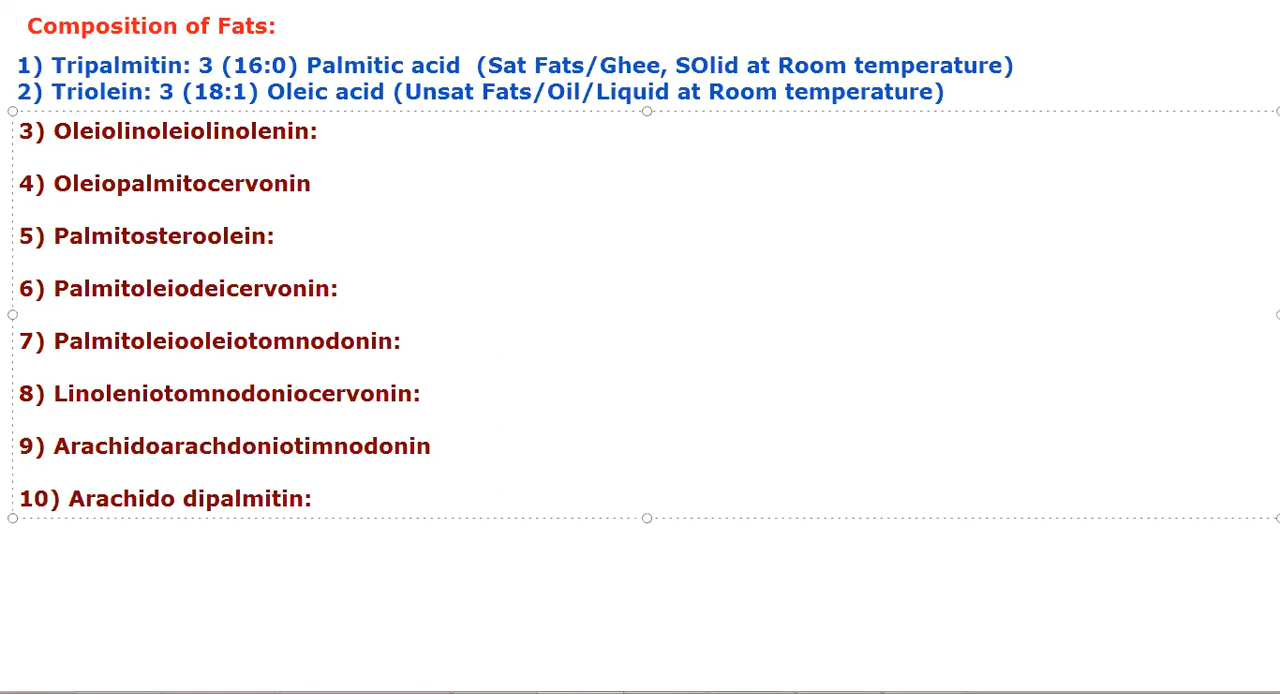 Composition of Fats:
1) Tripalmitin: 3 (16:0) Palmitic acid  (Sat Fats/Ghee, SOlid at Room temperature)
2) Triolein: 3 (18:1) Oleic acid (Unsat Fats/Oil/Liquid at Room temperature)
3) Oleiolinoleiolinolenin:
4) Oleiopalmitocervonin
5) Palmitosteroolein:
6) Palmitoleiodeicervonin:
7) Palmitoleiooleiotomnodonin:
8) Linoleniotomnodoniocervonin:
9) Arachidoarachdoniotimnodonin
10) Arachido dipalmitin: